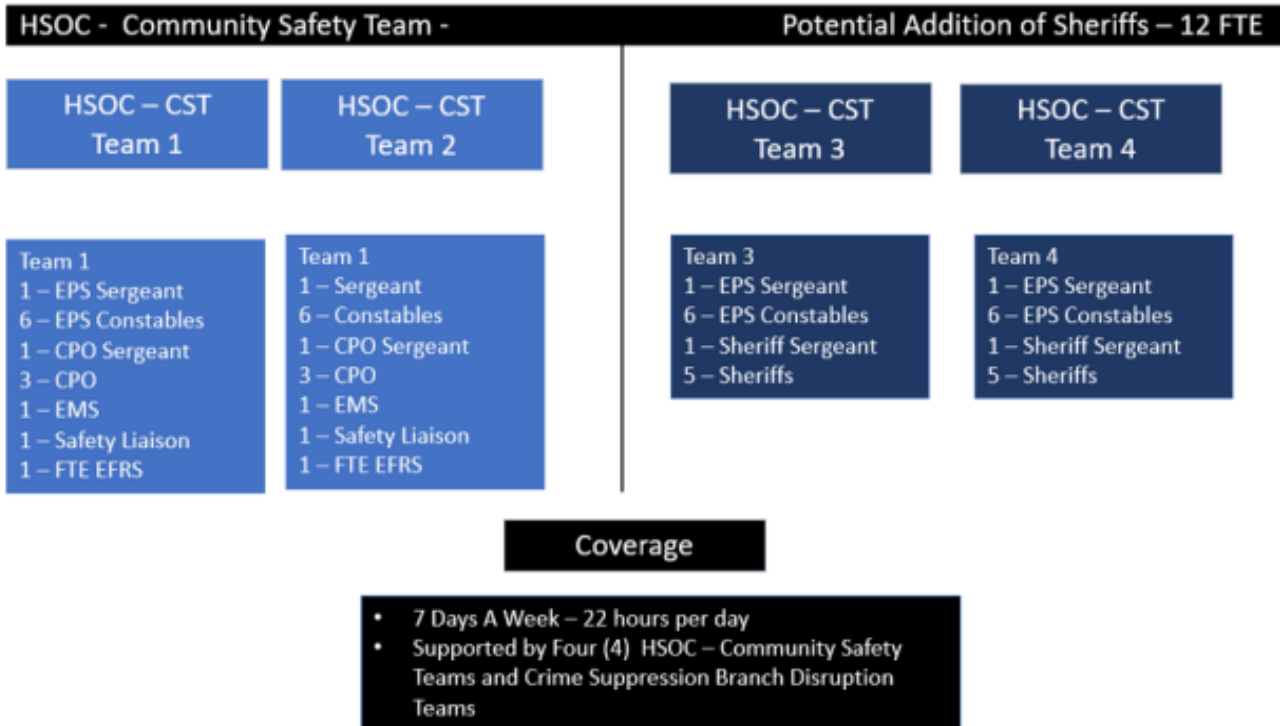 HSOC - Community Safety Team -
Potential Addition of Sheriffs – 12 FTE
HSOC – CST
Team 1
HSOC – CST
Team 2
HSOC – CST
Team 3
HSOC – CST
Team 4
Team 1
1 – EPS Sergeant
6 – EPS Constables
1 – CPO Sergeant
3 – CPO
1 – EMS
1 – Safety Liaison
1 – FTE EFRS
Team 1
1 – Sergeant
6 – Constables
1 – CPO Sergeant
3 – CPO
1 – EMS
1 – Safety Liaison
1 – FTE EFRS
Team 3
1 – EPS Sergeant
6 – EPS Constables
1 – Sheriff Sergeant
5 – Sheriffs
Team 4
1 – EPS Sergeant
6 – EPS Constables
1 – Sheriff Sergeant
5 – Sheriffs
Coverage
• 7 Days A Week – 22 hours per day
• Supported by Four (4) HSOC – Community Safety
Teams and Crime Suppression Branch Disruption
Teams